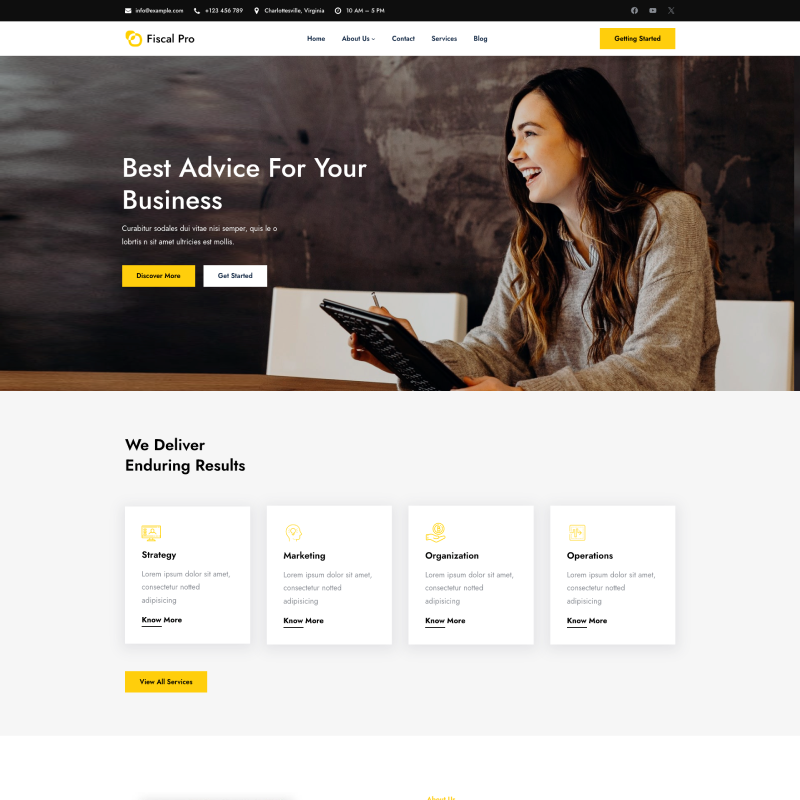 info@example.com +123 456 789 Charlottesville, Virginia 10 AM – 5 PM
Fiscal Pro Home About Us Contact Services Blog Getting Started
Best Advice For Your
Business
Curabitur sodales dui vitae nisi semper, quis le o
lobrtis n sit amet ultricies est mollis.
Discover More Get Started
We Deliver
Enduring Results
Strategy
Lorem ipsum dolor sit amet,
consectetur notted
adipisicing
Know More
Marketing
Lorem ipsum dolor sit amet,
consectetur notted
adipisicing
Know More
Organization
Lorem ipsum dolor sit amet,
consectetur notted
adipisicing
Know More
Operations
Lorem ipsum dolor sit amet,
consectetur notted
adipisicing
Know More
View All Services
About Us